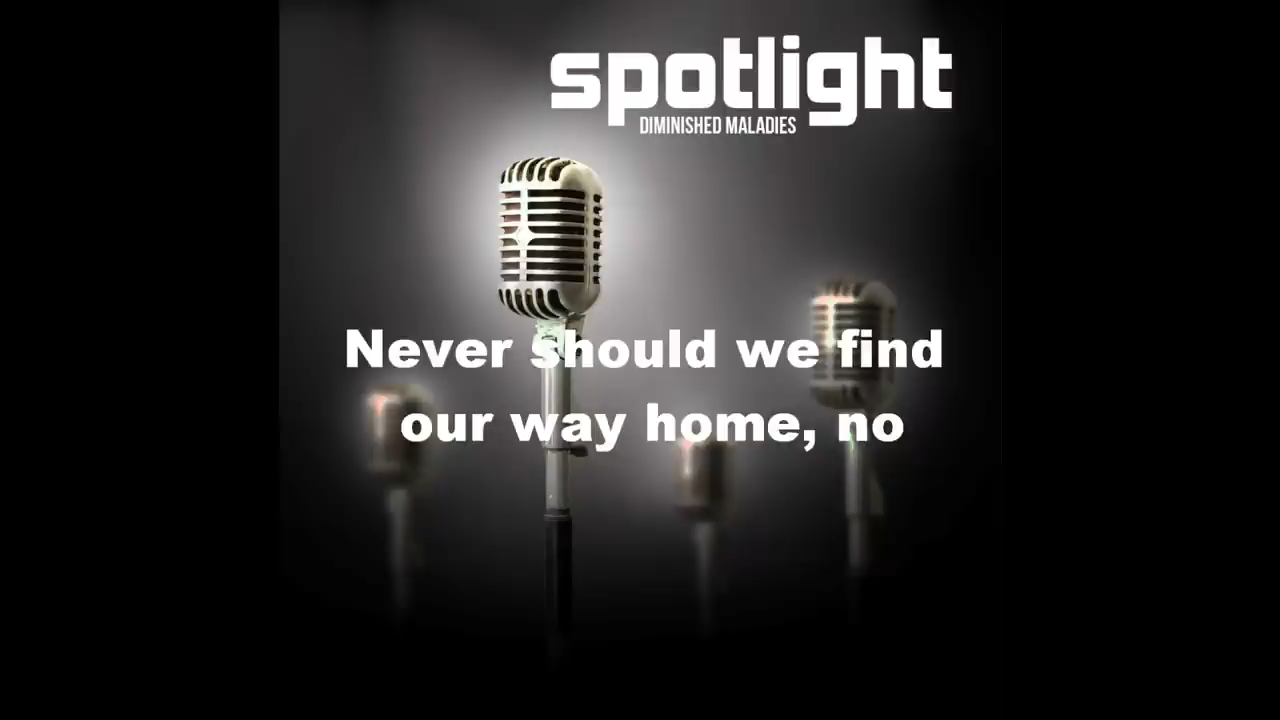 spotlight
DIMINISHED MALADIES
Never should we find
our way home, no